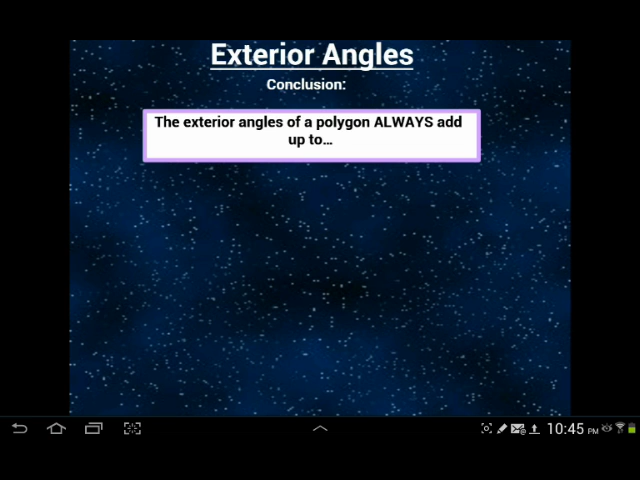 Exterior Angles
Conclusion:
The exterior angles of a polygon ALWAYS add
up to…
10:45 PM